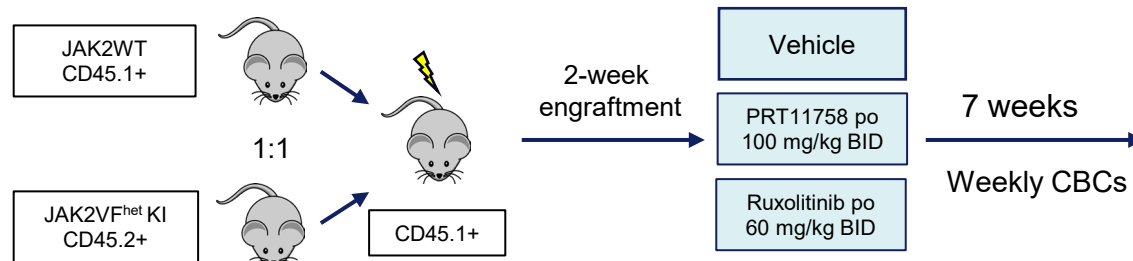 JAK2WT
CD45.1+
1:1
JAK2VFhet KI
CD45.2+
CD45.1+
2-week
engraftment
Vehicle
PRT11758 po
100 mg/kg BID
Ruxolitinib po
60 mg/kg BID
7 weeks
Weekly CBCs